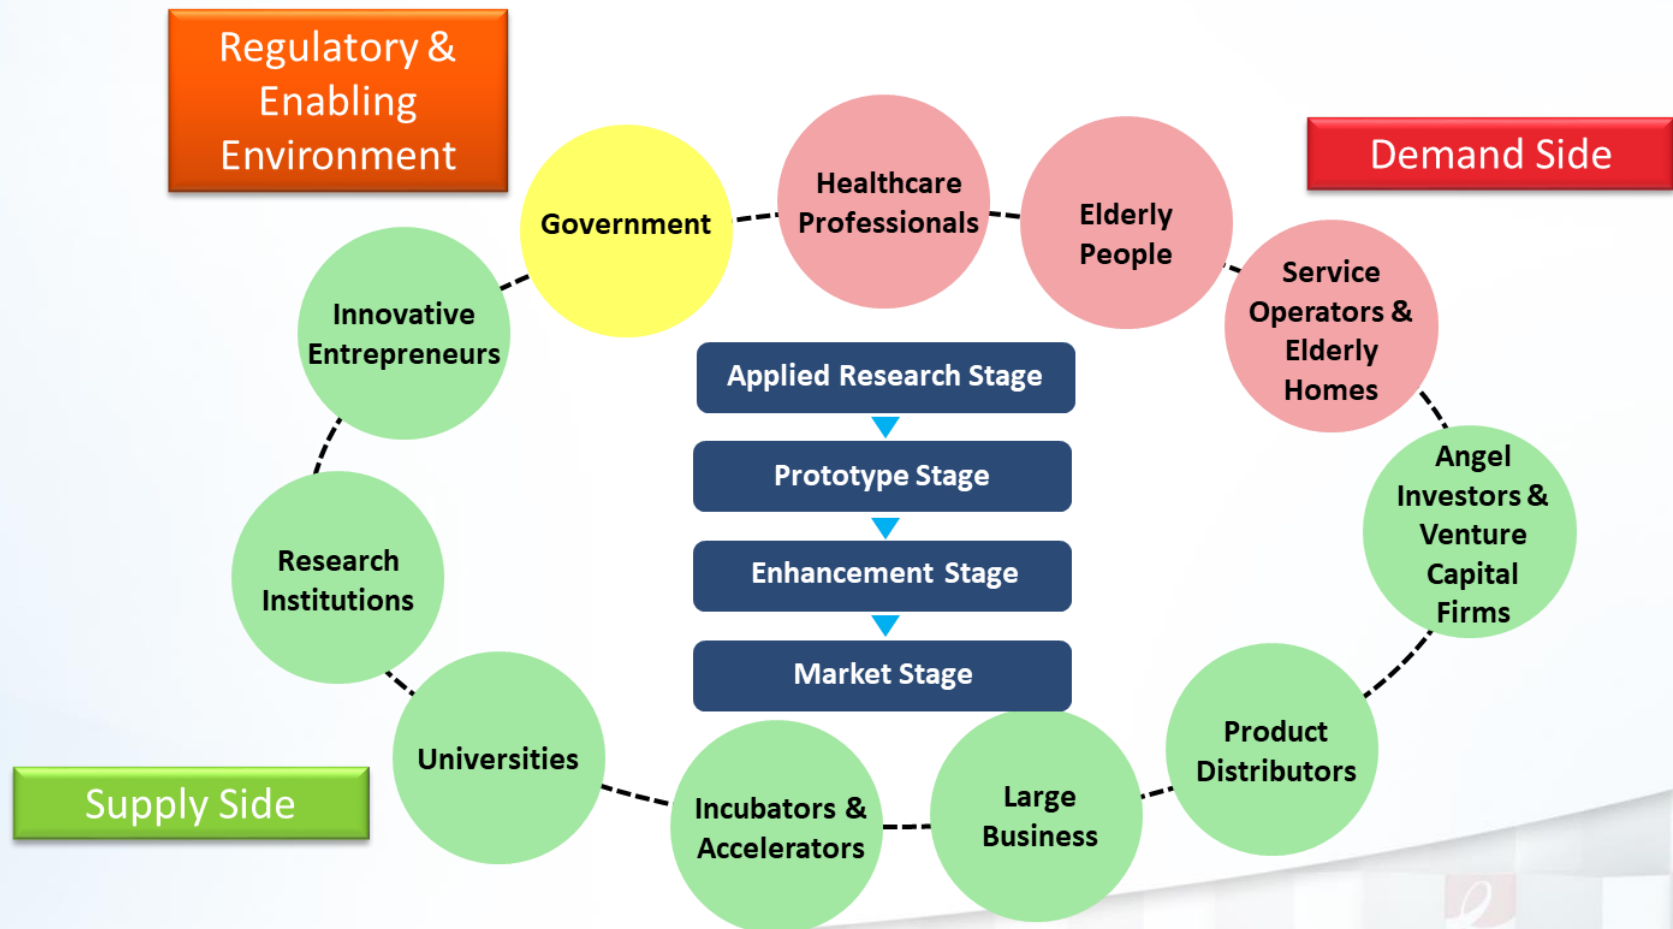 Regulatory &
Enabling
Environment
Demand Side
Government
Healthcare
Professionals
Elderly
People
Service
Operators &
Elderly
Homes
Angel
Investors &
Venture
Capital
Firms
Product
Distributors
Large
Business
Incubators &
Accelerators
Universities
Research
Institutions
Innovative
Entrepreneurs
Applied Research Stage
Prototype Stage
Enhancement Stage
Market Stage
Supply Side